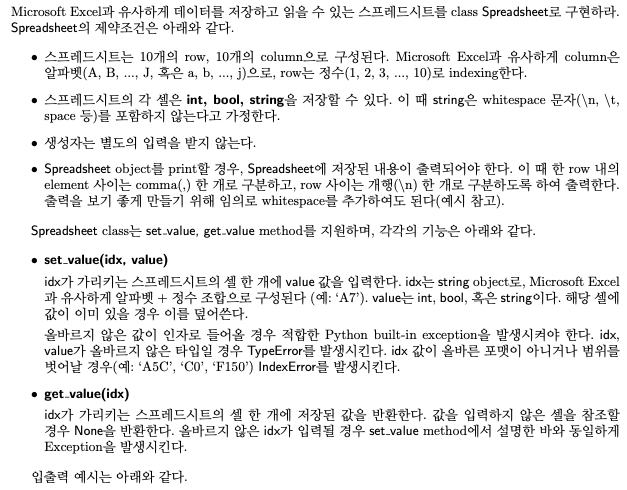 Microsoft Excel과 유사하게 데이터를 저장하고 읽을 수 있는 스프레드시트를 class Spreadsheet로 구현하라.
Spreadsheet의 제약조건은 아래와 같다.
• 스프레드시트는 10개의 row, 10개의 column으로 구성된다. Microsoft Excel과 유사하게 column은
알파벳(A, B, ..., J, 혹은 a, b, ..., j)으로, row는 정수(1, 2, 3, ..., 10)로 indexing한다.
• 스프레드시트의 각 셀은 int, bool, string을 저장할 수 있다. 이 때 string은 whitespace 문자(\n, \t,
space 등)를 포함하지 않는다고 가정한다.
• 생성자는 별도의 입력을 받지 않는다.
• Spreadsheet object를 print할 경우, Spreadsheet에 저장된 내용이 출력되어야 한다. 이 때 한 row 내의
element 사이는 comma(,) 한 개로 구분하고, row 사이는 개행(\n) 한 개로 구분하도록 하여 출력한다.
출력을 보기 좋게 만들기 위해 임의로 whitespace를 추가하여도 된다(예시 참고).
Spreadsheet class는 set_value, get_value method를 지원하며, 각각의 기능은 아래와 같다.
• set_value(idx, value)
idx가 가리키는 스프레드시트의 셀 한 개에 value 값을 입력한다. idx는 string object로, Microsoft Excel
과 유사하게 알파벳 + 정수 조합으로 구성된다 (예: ‘A7’). value는 int, bool, 혹은 string이다. 해당 셀에
값이 이미 있을 경우 이를 덮어쓴다.
올바르지 않은 값이 인자로 들어올 경우 적합한 Python built-in exception을 발생시켜야 한다. idx,
value가 올바르지 않은 타입일 경우 TypeError를 발생시킨다. idx 값이 올바른 포맷이 아니거나 범위를
벗어날 경우(예: ‘A5C’, ‘C0’, ‘F150’) IndexError를 발생시킨다.
• get_value(idx)
idx가 가리키는 스프레드시트의 셀 한 개에 저장된 값을 반환한다. 값을 입력하지 않은 셀을 참조할
경우 None을 반환한다. 올바르지 않은 idx가 입력될 경우 set_value method에서 설명한 바와 동일하게
Exception을 발생시킨다.
입출력 예시는 아래와 같다.